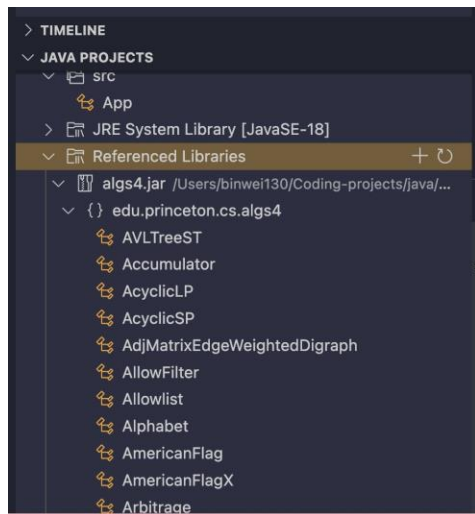 TIMELINE
JAVA PROJECTS
src
App
JRE System Library [JavaSE-18]
Referenced Libraries
algs4.jar /Users/binwei130/Coding-projects/java/...
{} edu.princeton.cs.algs4
AVLTreeST
Accumulator
AcyclicLP
AcyclicSP
AdjMatrixEdgeWeightedDigraph
AllowFilter
Allowlist
Alphabet
AmericanFlag
AmericanFlagX
Arbitrage